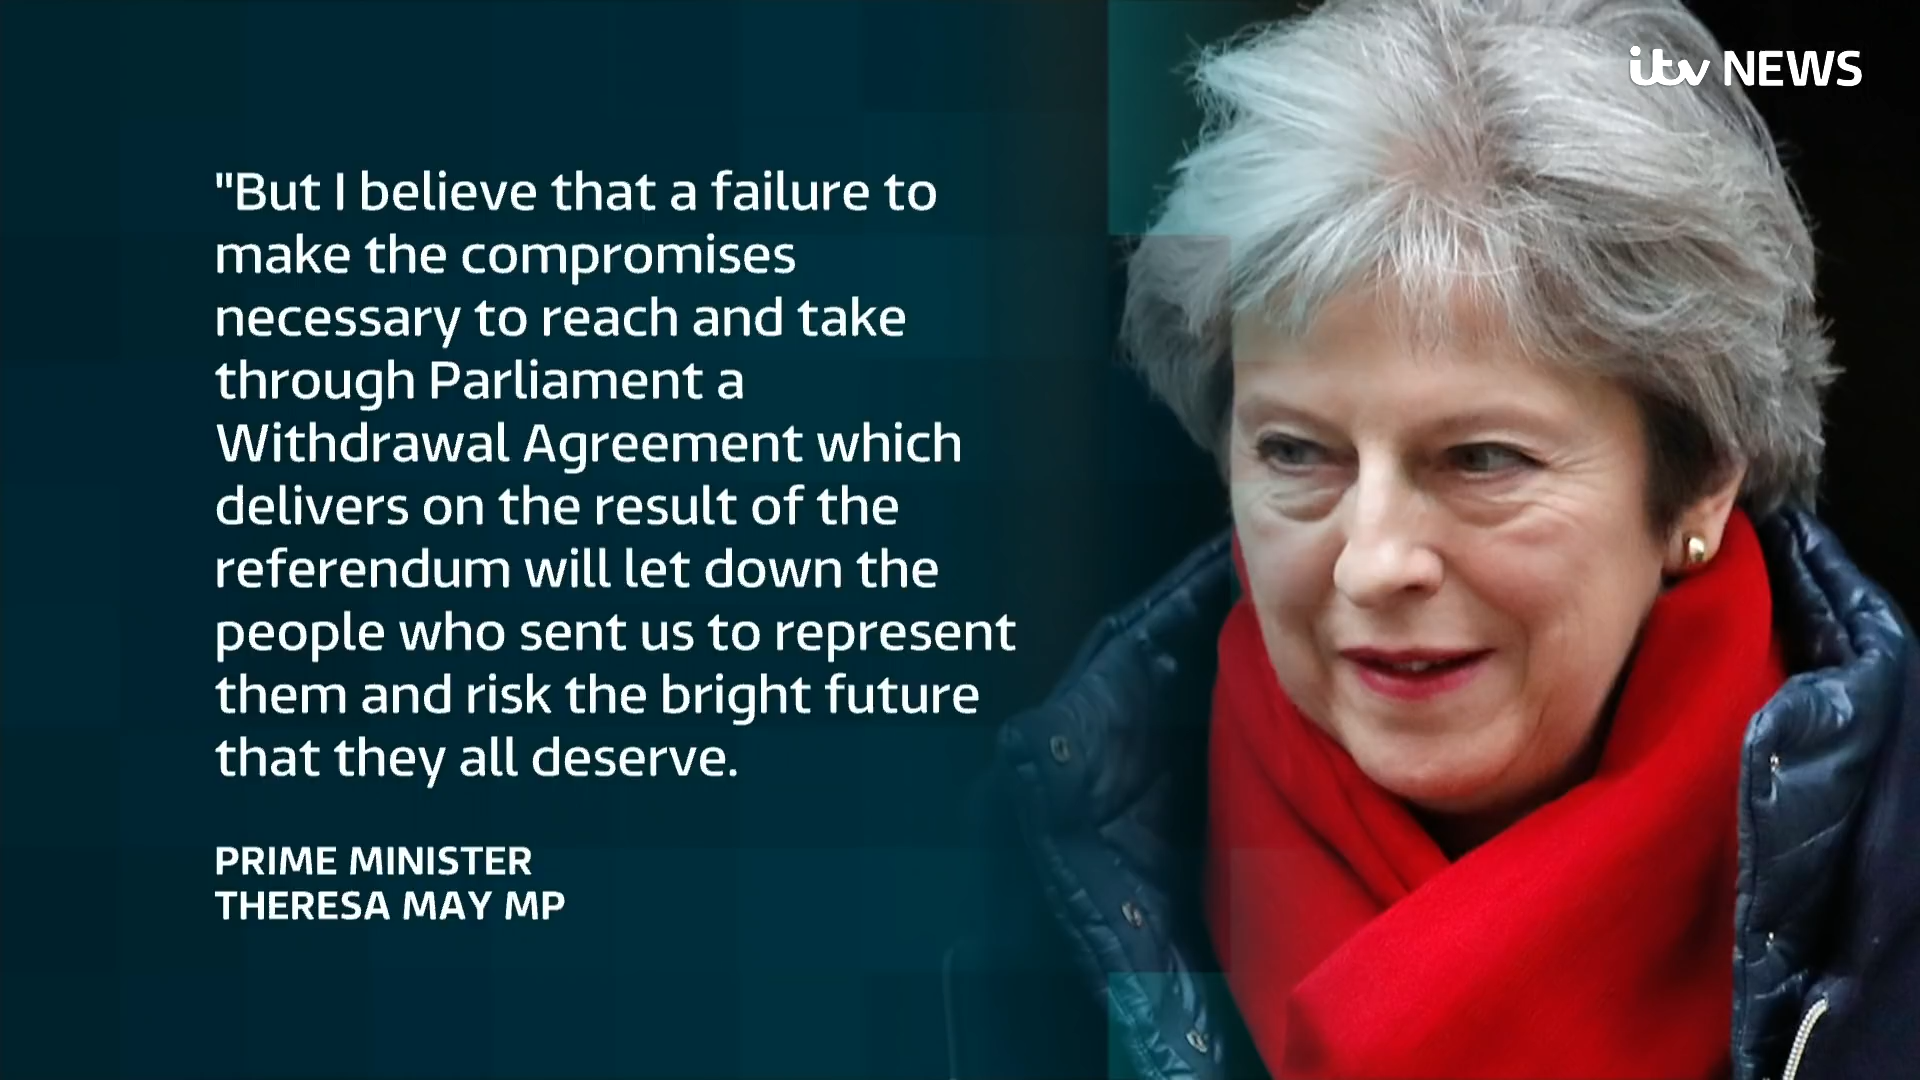 itv NEWS
"But I believe that a failure to
make the compromises
necessary to reach and take
through Parliament a
Withdrawal Agreement which
delivers on the result of the
referendum will let down the
people who sent us to represent
them and risk the bright future
that they all deserve.
PRIME MINISTER
THERESA MAY MP